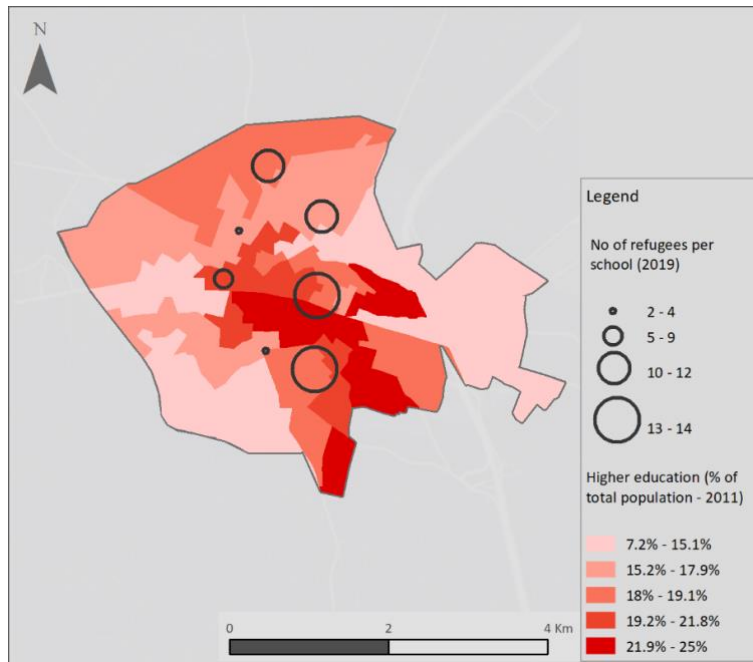 N
Legend
No of refugees per
school (2019)
2 - 4
5 - 9
10 - 12
13 - 14
Higher education (% of
total population - 2011)
7.2% - 15.1%
15.2% - 17.9%
18% - 19.1%
19.2% - 21.8%
21.9% - 25%
0 2 4 Km